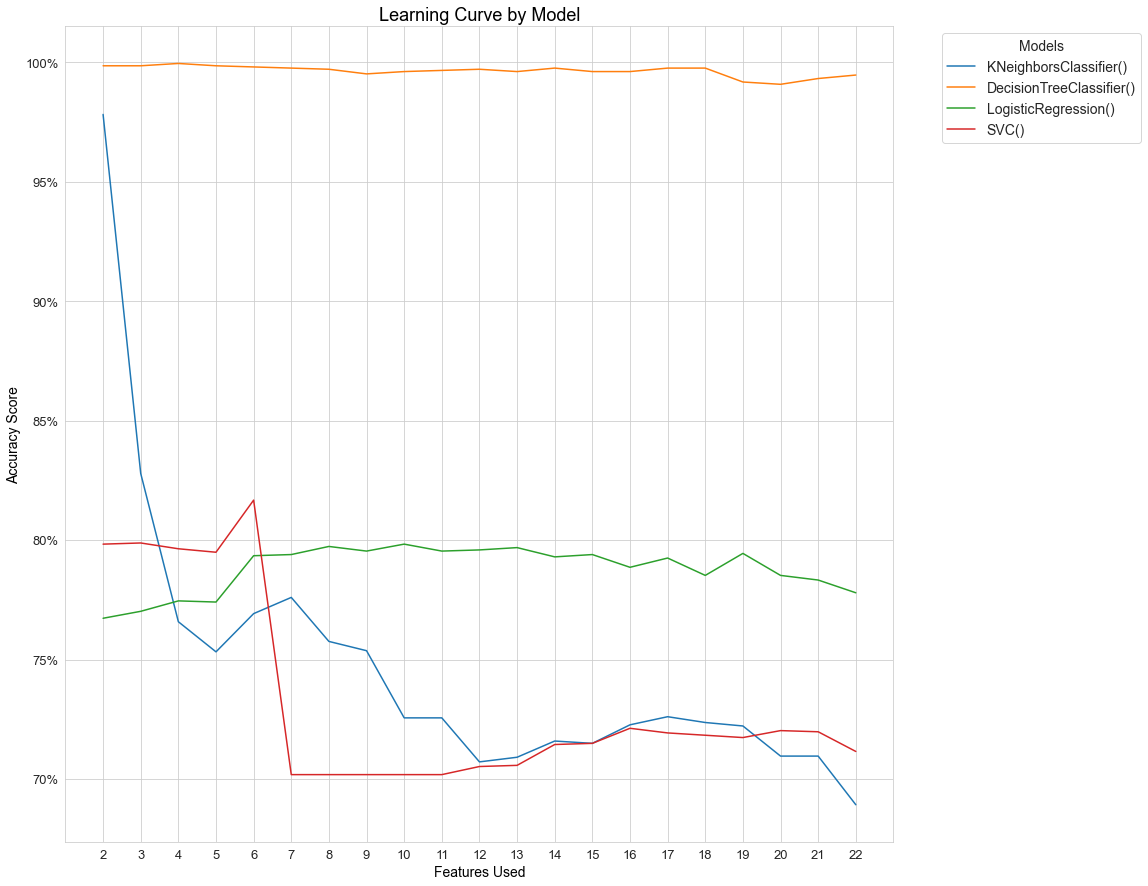 Learning Curve by Model
Models
KNeighborsClassifier()
DecisionTreeClassifier()
LogisticRegression()
SVC()
Accuracy Score
100%
95%
90%
85%
80%
75%
70%
2 3 4 5 6 7 8 9 10 11 12 13 14 15 16 17 18 19 20 21 22
Features Used